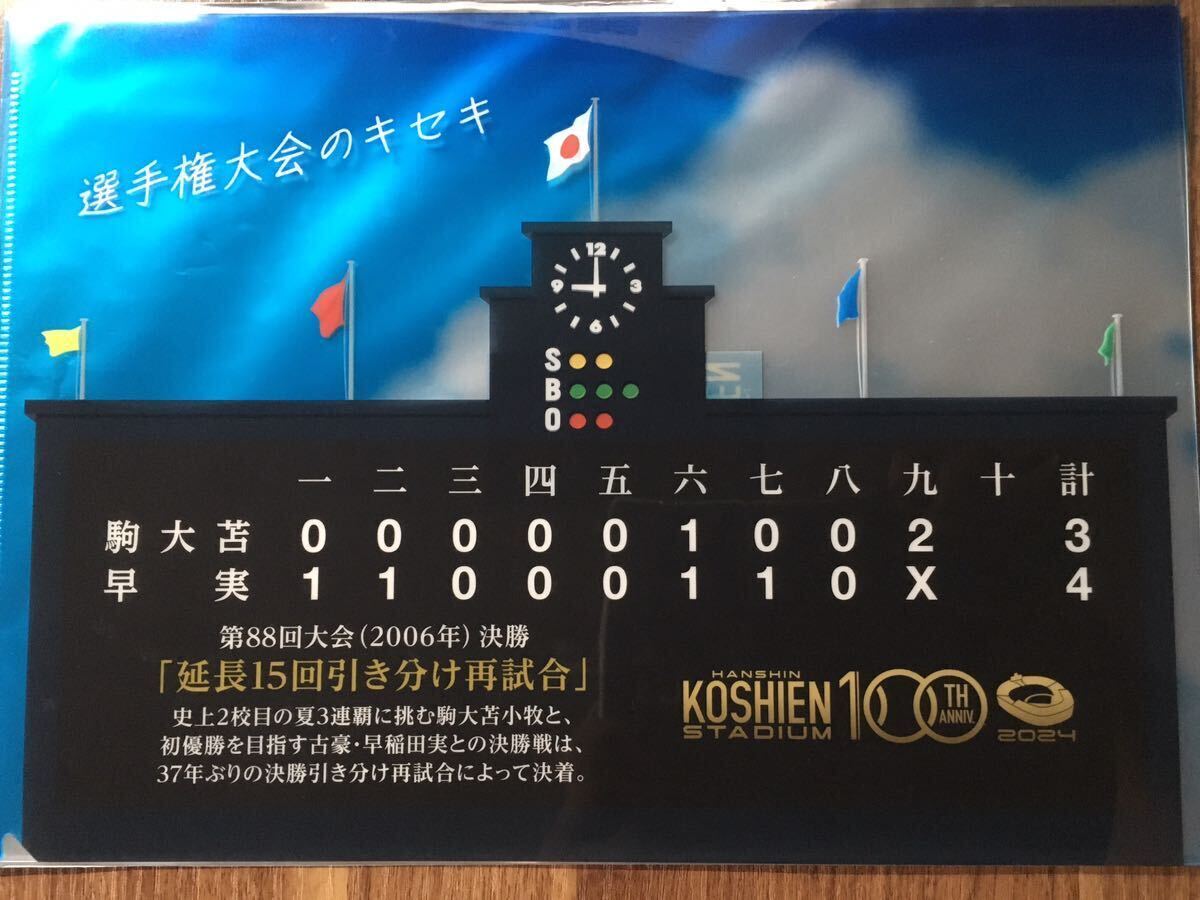 選手権大会のキセキ
12
9 3
6
S
B
O
一 二 三 四 五 六 七 八 九 十 計
駒大苫 0 0 0 0 0 1 0 0 2 3
早実 1 1 0 0 0 1 1 0 X 4
第88回大会(2006年)決勝
「延長15回引き分け再試合」
史上2校目の夏3連覇に挑む駒大苫小牧と、
初優勝を目指す古豪・早稲田実との決勝戦は、
37年ぶりの決勝引き分け再試合によって決着。
HANSHIN
KOSHIEN
STADIUM
100TH
ANNIV.
2024